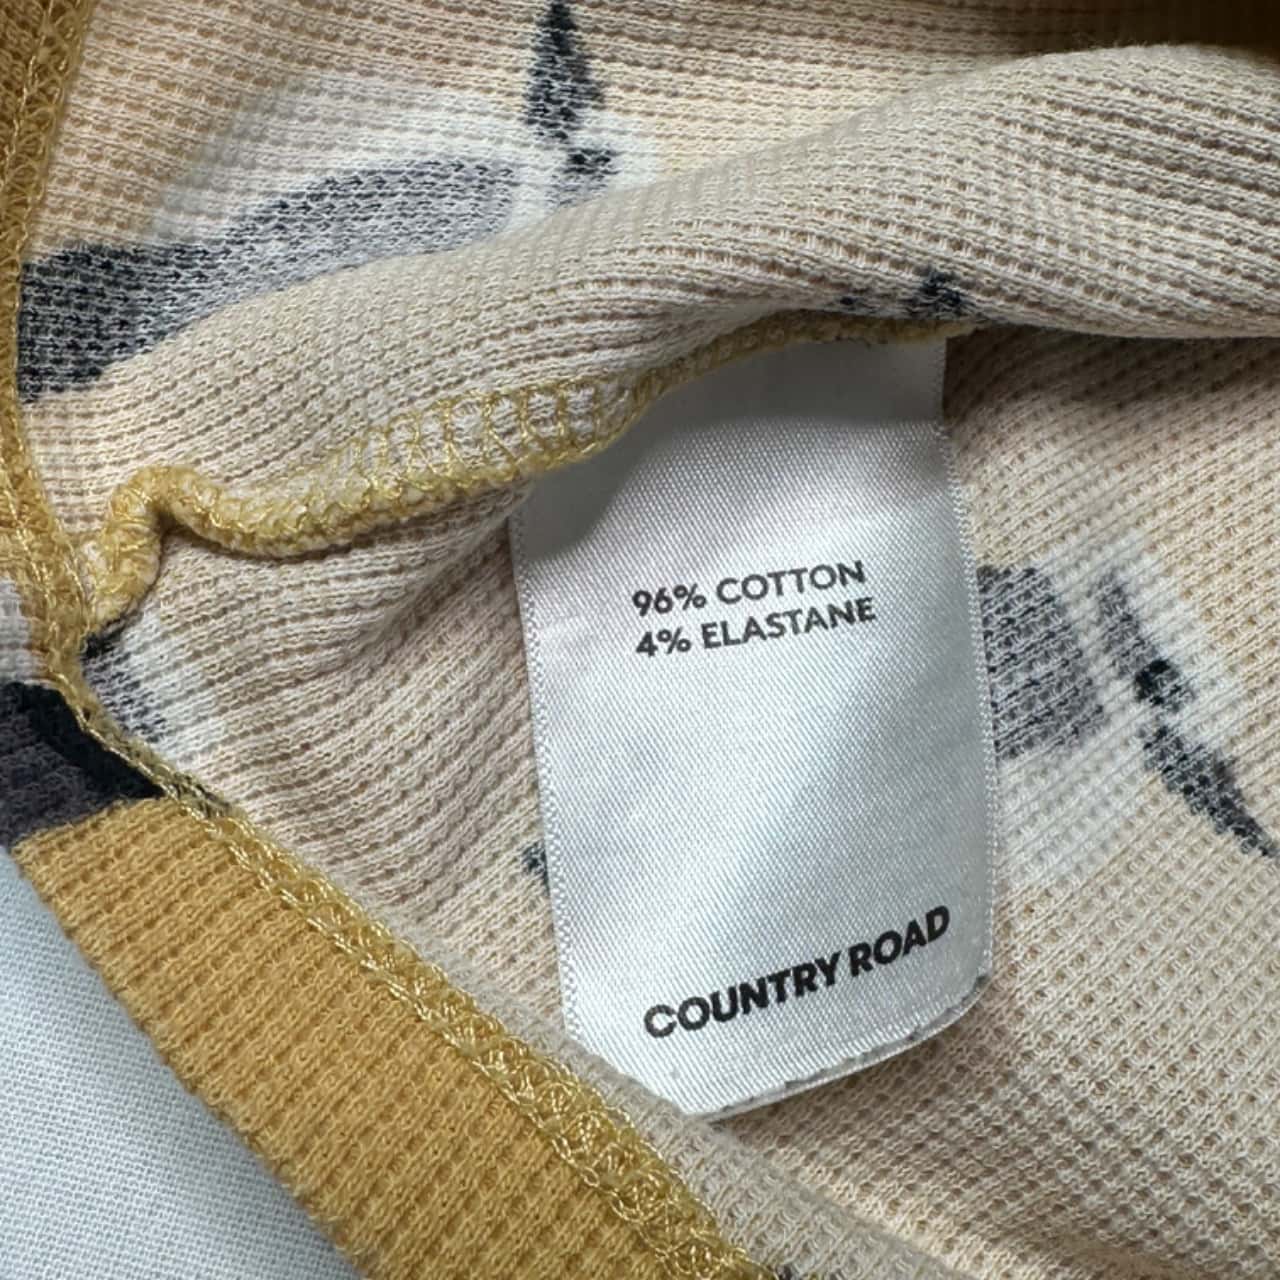 96% COTTON
4% ELASTANE
COUNTRY ROAD